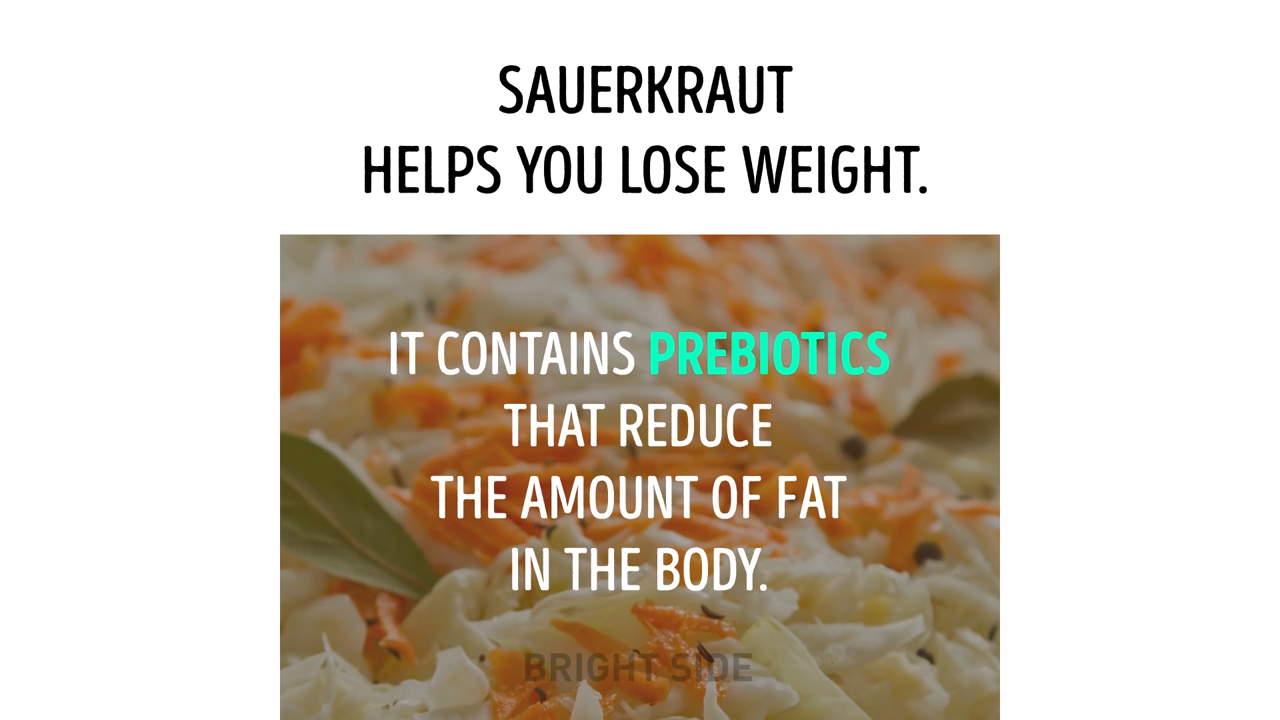 SAUERKRAUT
HELPS YOU LOSE WEIGHT.
IT CONTAINS PREBIOTICS
THAT REDUCE
THE AMOUNT OF FAT
IN THE BODY.
BRIGHT SIDE